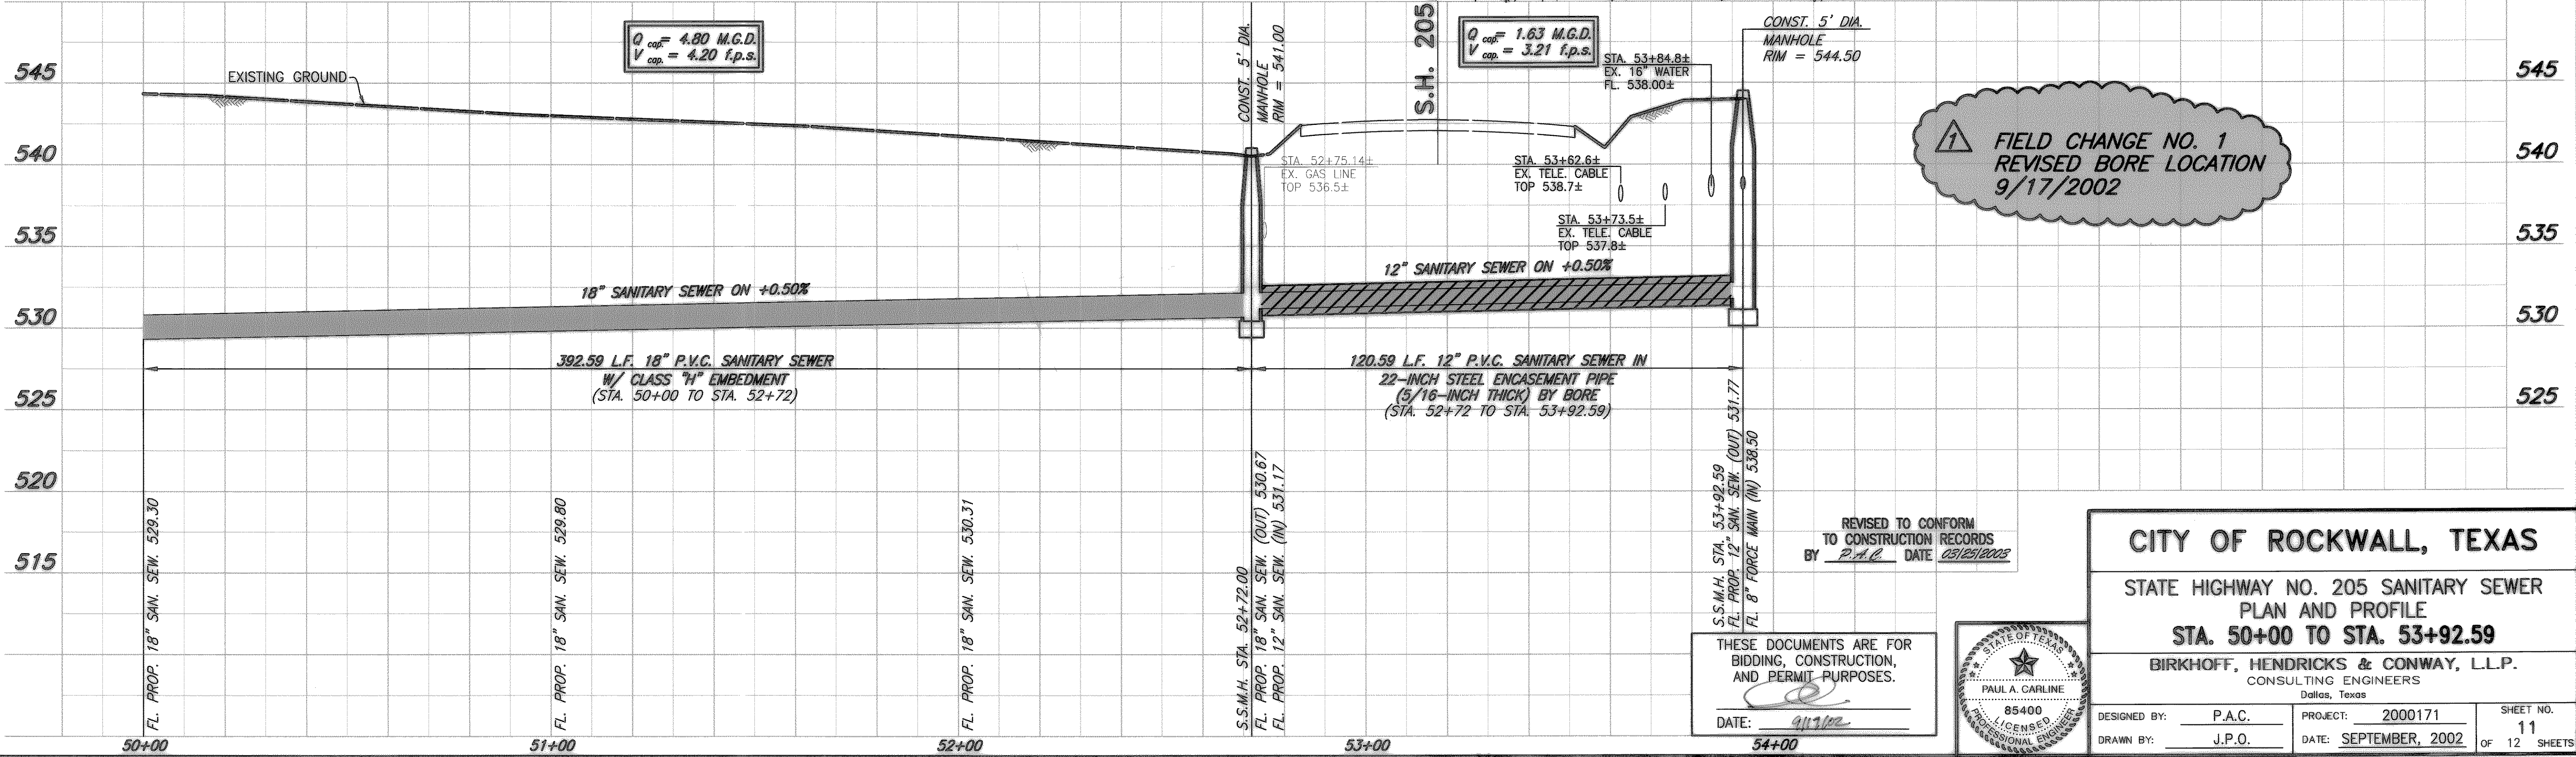 Q cap. = 4.80 M.G.D.
V cap. = 4.20 f.p.s.
CONST. 5' DIA.
MANHOLE
RIM = 541.00
S.H. 205
Q cap. = 1.63 M.G.D.
V cap. = 3.21 f.p.s.
STA. 53+84.8±
EX. 16" WATER
FL. 538.00±
CONST. 5' DIA.
MANHOLE
RIM = 544.50
545
540
535
530
525
520
515
EXISTING GROUND
STA. 52+75.14±
EX. GAS LINE
TOP 536.5±
STA. 53+62.6±
EX. TELE. CABLE
TOP 538.7±
STA. 53+73.5±
EX. TELE. CABLE
TOP 537.8±
1
FIELD CHANGE NO. 1
REVISED BORE LOCATION
9/17/2002
545
540
535
530
525
18" SANITARY SEWER ON +0.50%
12" SANITARY SEWER ON +0.50%
392.59 L.F. 18" P.V.C. SANITARY SEWER
W/ CLASS "H" EMBEDMENT
(STA. 50+00 TO STA. 52+72)
120.59 L.F. 12" P.V.C. SANITARY SEWER IN
22-INCH STEEL ENCASEMENT PIPE
(5/16-INCH THICK) BY BORE
(STA. 52+72 TO STA. 53+92.59)
FL. PROP. 18" SAN. SEW. 529.30
FL. PROP. 18" SAN. SEW. 529.80
FL. PROP. 18" SAN. SEW. 530.31
S.S.M.H. STA. 52+72.00
FL. PROP. 18" SAN. SEW. (OUT) 530.67
FL. PROP. 12" SAN. SEW. (IN) 531.17
S.S.M.H. STA. 53+92.59
FL. PROP. 12" SAN. SEW. (OUT) 531.77
FL. 8" FORCE MAIN (IN) 538.50
50+00
51+00
52+00
53+00
54+00
REVISED TO CONFORM
TO CONSTRUCTION RECORDS
BY P.A.C. DATE 03/25/2003
THESE DOCUMENTS ARE FOR
BIDDING, CONSTRUCTION,
AND PERMIT PURPOSES.
DATE: 9/17/02
STATE OF TEXAS
PAUL A. CARLINE
85400
LICENSED
PROFESSIONAL ENGINEER
CITY OF ROCKWALL, TEXAS
STATE HIGHWAY NO. 205 SANITARY SEWER
PLAN AND PROFILE
STA. 50+00 TO STA. 53+92.59
BIRKHOFF, HENDRICKS & CONWAY, L.L.P.
CONSULTING ENGINEERS
Dallas, Texas
DESIGNED BY: P.A.C.
DRAWN BY: J.P.O.
PROJECT: 2000171
DATE: SEPTEMBER, 2002
SHEET NO.
11
OF 12 SHEETS